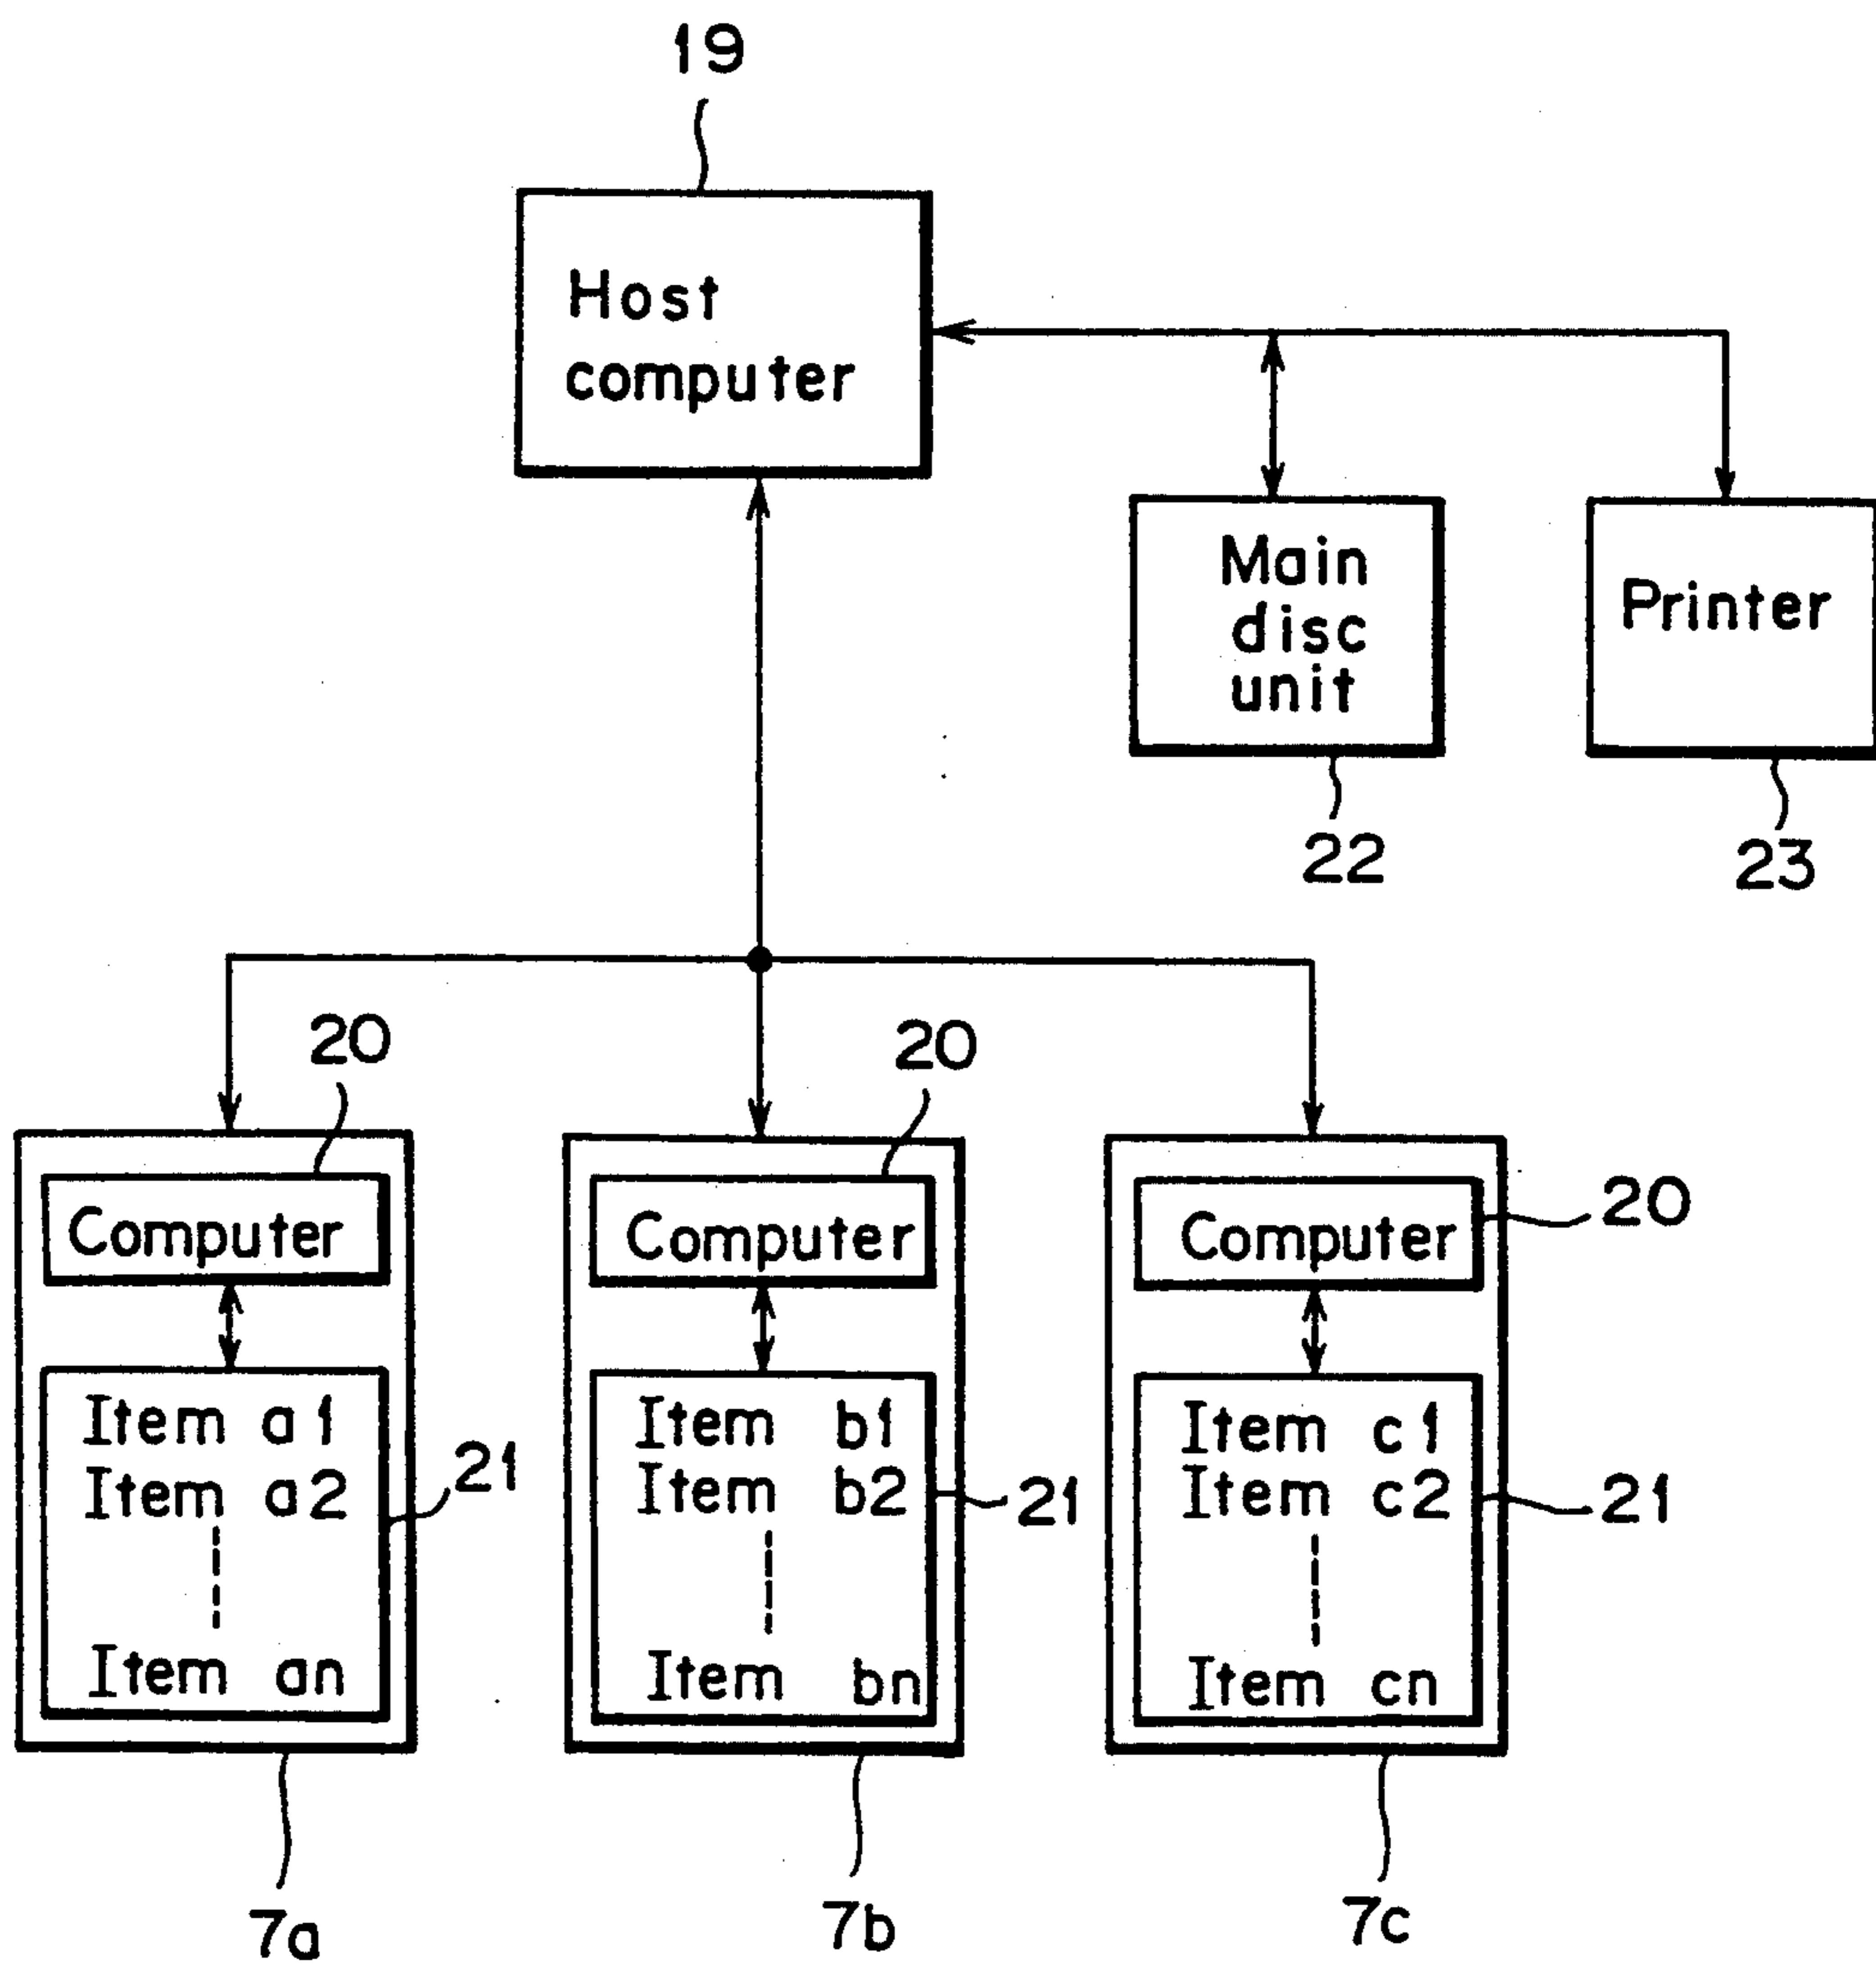 19
Host
computer
Main
disc
unit
Printer
22
23
20
20
Computer
Computer
Computer
20
Item a1
Item a2
Item an
21
Item b1
Item b2
Item bn
21
Item c1
Item c2
Item cn
21
7a
7b
7c